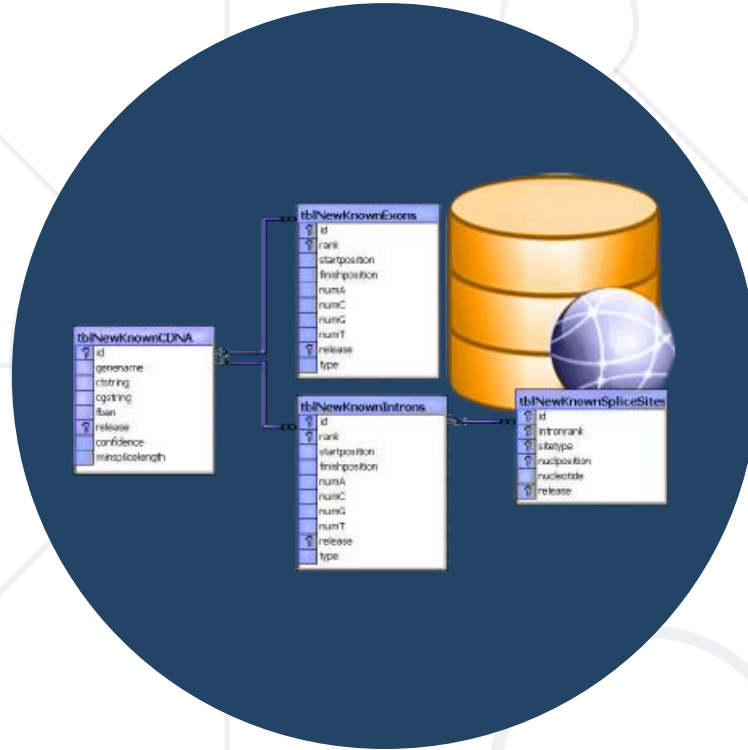 tblNewKnownCDNA
id
genename
ctstring
cgstring
fban
release
confidence
minsplicelength
tblNewKnownExons
id
rank
startposition
finishposition
numA
numC
numG
numT
release
type
tblNewKnownIntrons
id
rank
startposition
finishposition
numA
numC
numG
numT
release
type
tblNewKnownSpliceSites
id
intronrank
sitetype
nuclposition
nucleotide
release